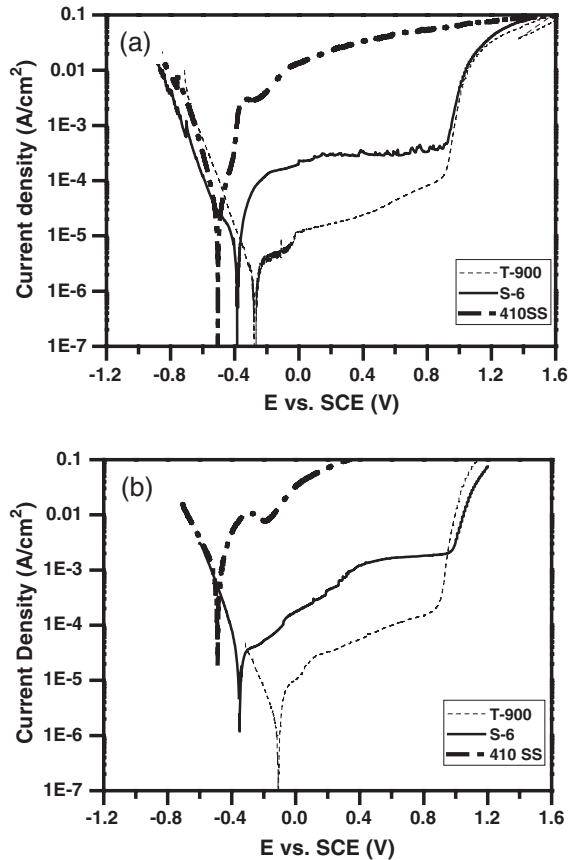 (a)
Current density (A/cm²)
0.1
0.01
1E-3
1E-4
1E-5
1E-6
1E-7
T-900
S-6
410SS
-1.2 -0.8 -0.4 0.0 0.4 0.8 1.2 1.6
E vs. SCE (V)
(b)
Current Density (A/cm²)
0.1
0.01
1E-3
1E-4
1E-5
1E-6
1E-7
T-900
S-6
410 SS
-1.2 -0.8 -0.4 0.0 0.4 0.8 1.2 1.6
E vs. SCE (V)